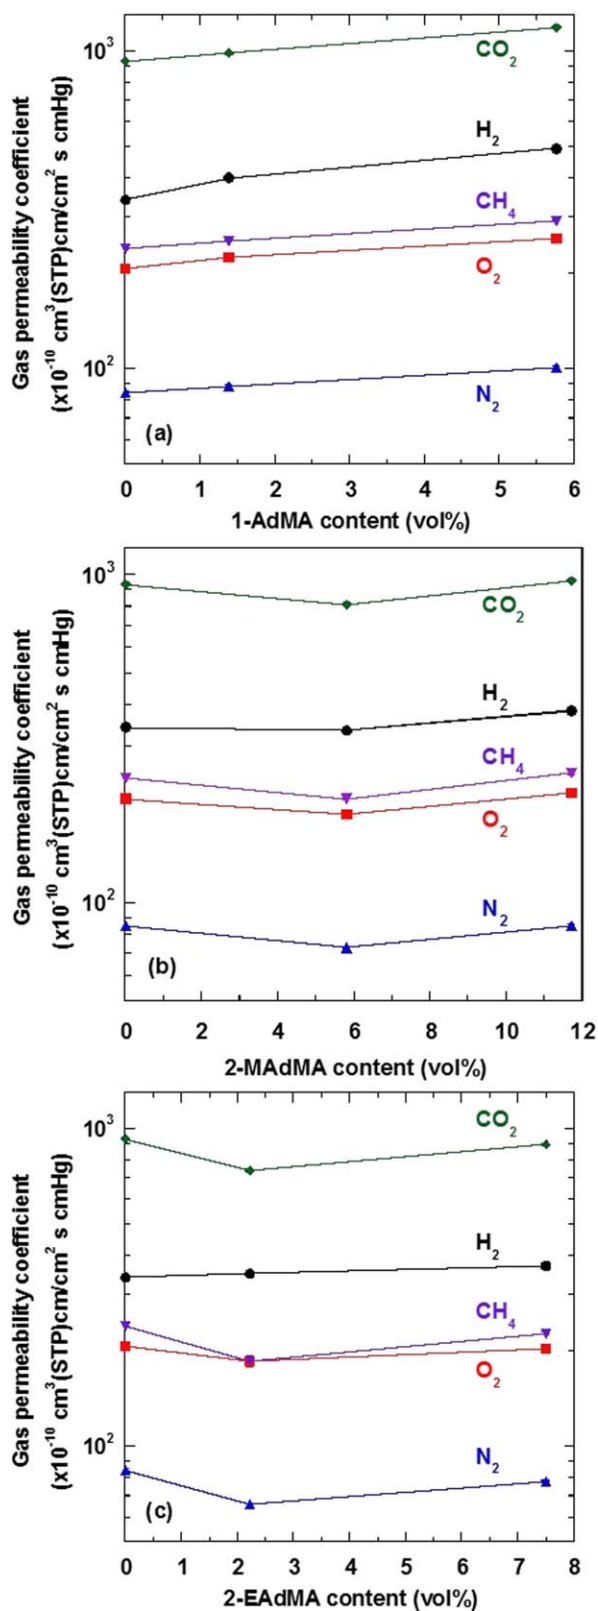 Gas permeability coefficient
(x10⁻¹⁰ cm³(STP)cm/cm² s cmHg)
10³
10²
CO₂
H₂
CH₄
O₂
N₂
(a)
0 1 2 3 4 5 6
1-AdMA content (vol%)
Gas permeability coefficient
(x10⁻¹⁰ cm³(STP)cm/cm² s cmHg)
10³
10²
CO₂
H₂
CH₄
O₂
N₂
(b)
0 2 4 6 8 10 12
2-MAdMA content (vol%)
Gas permeability coefficient
(x10⁻¹⁰ cm³(STP)cm/cm² s cmHg)
10³
10²
CO₂
H₂
CH₄
O₂
N₂
(c)
0 1 2 3 4 5 6 7 8
2-EAdMA content (vol%)